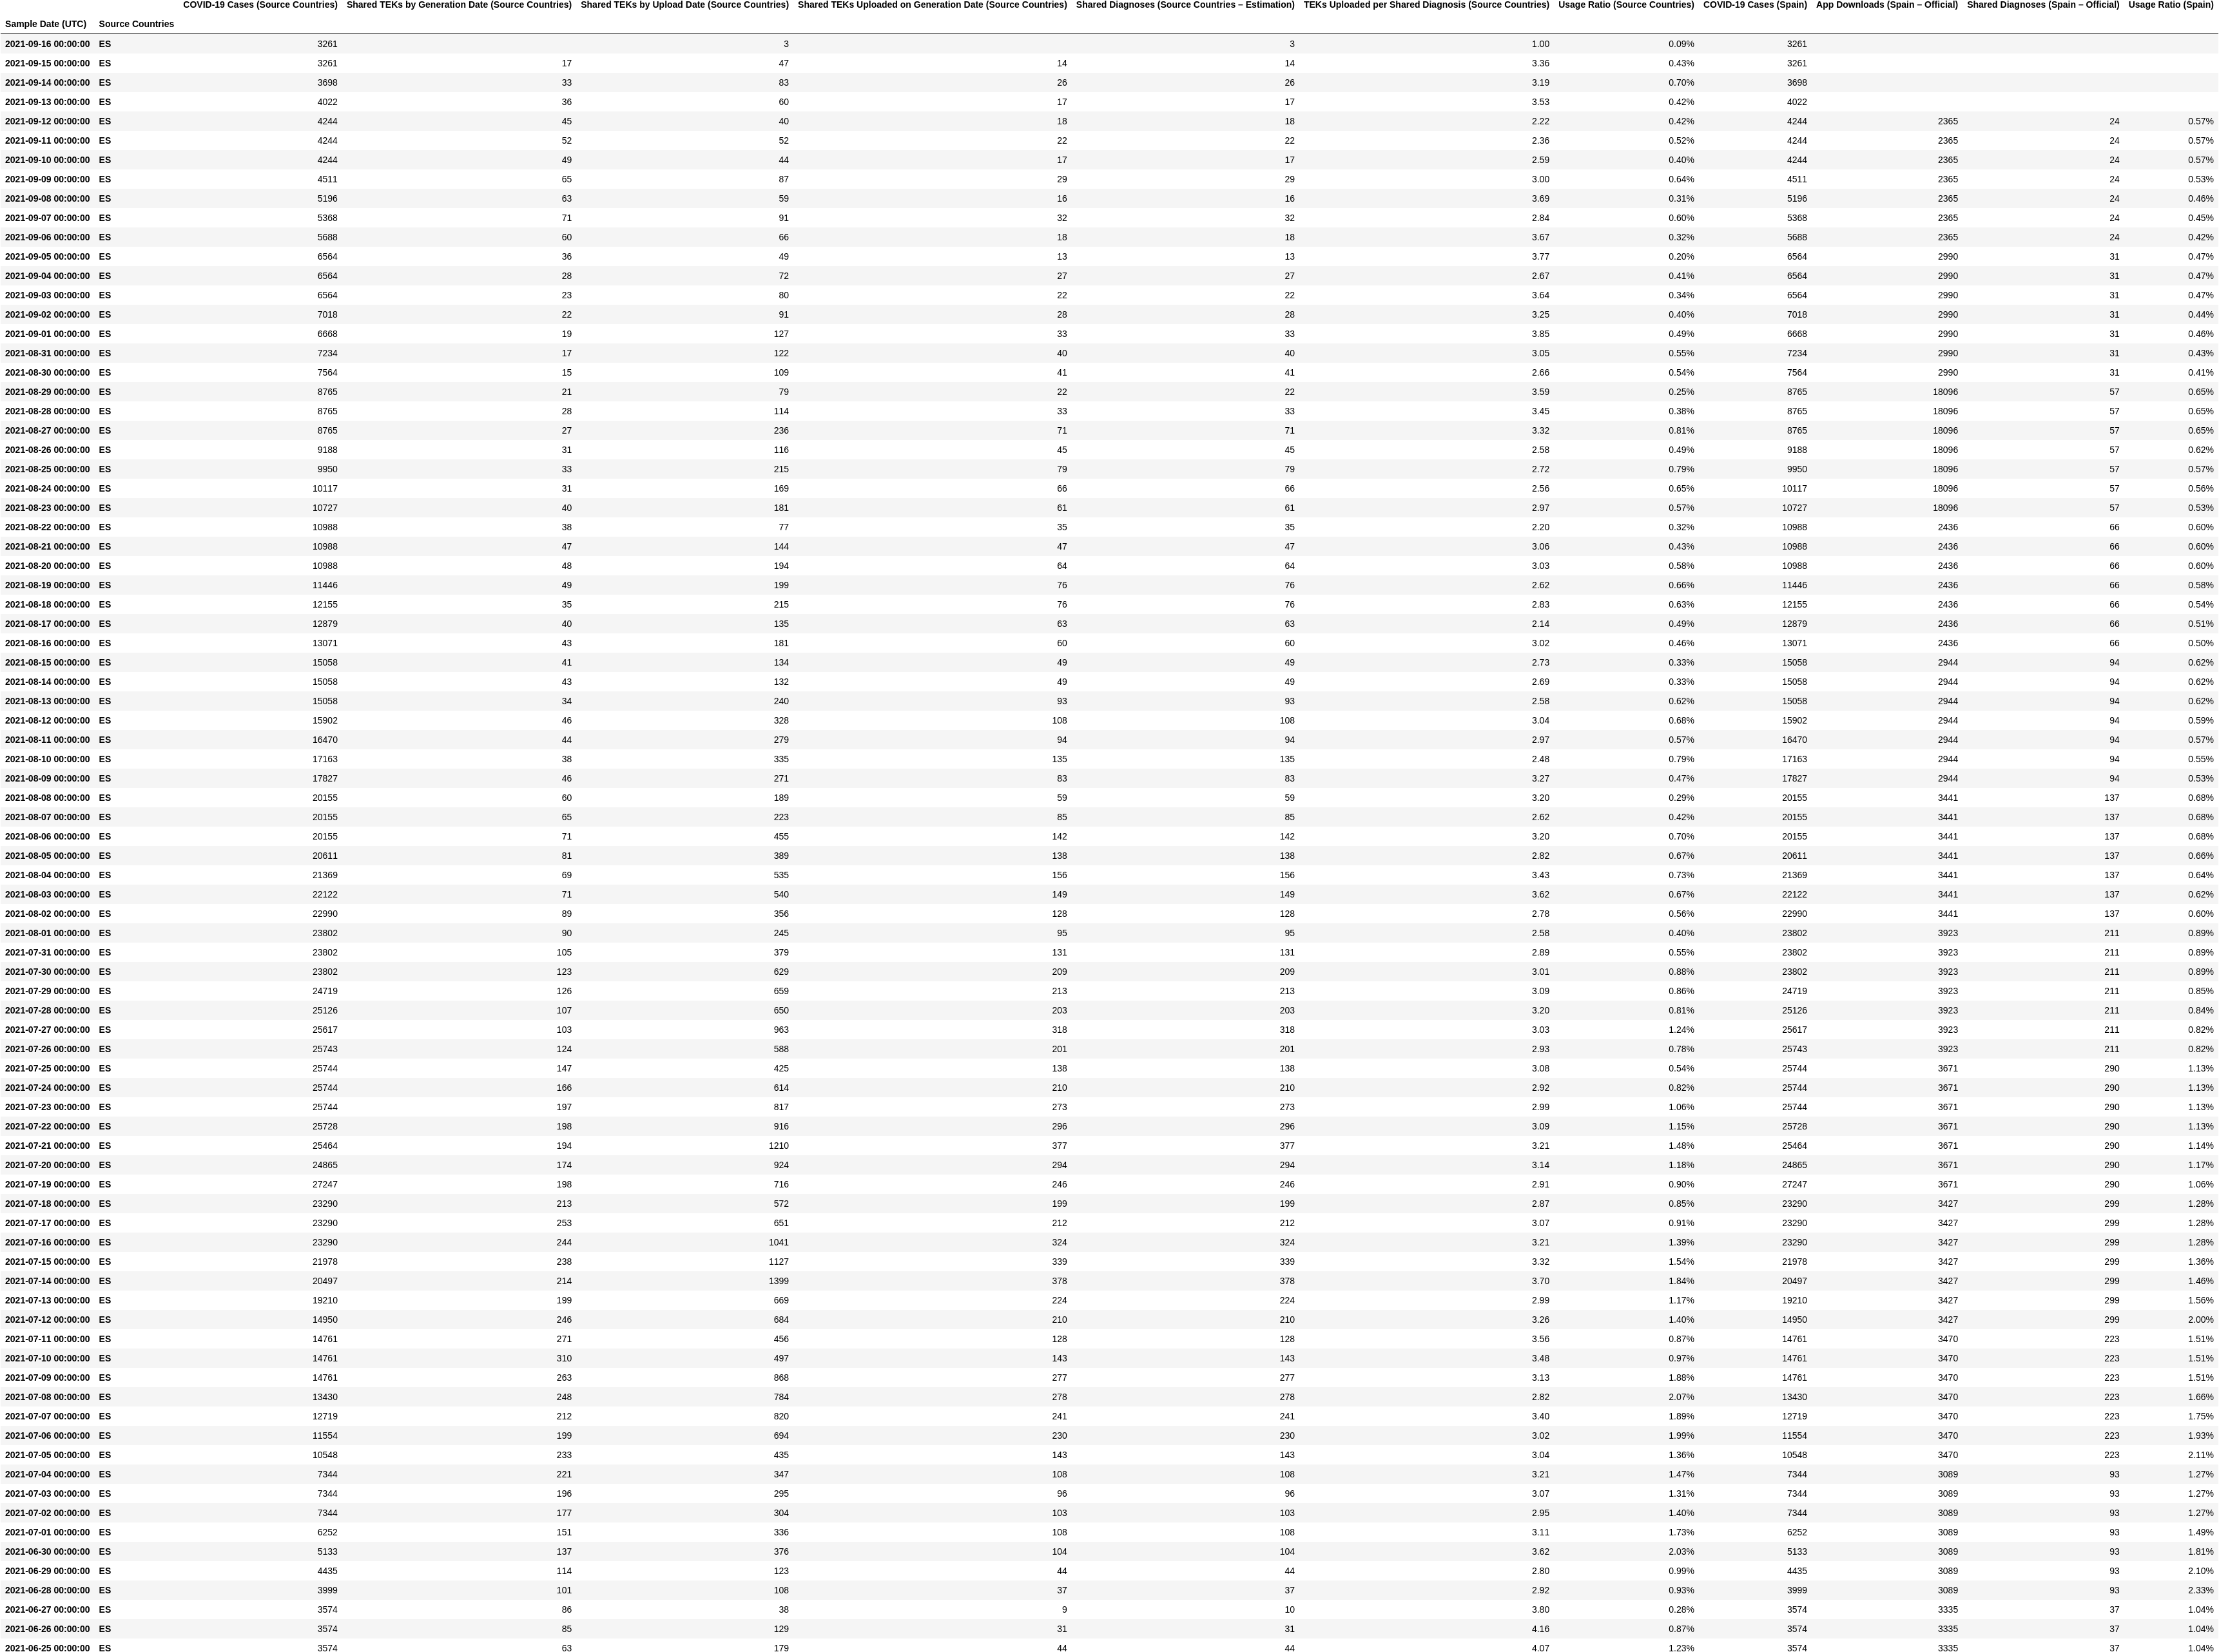 COVID-19 Cases (Source Countries) Shared TEKs by Generation Date (Source Countries) Shared TEKs by Upload Date (Source Countries) Shared TEKs Uploaded on Generation Date (Source Countries) Shared Diagnoses (Source Countries – Estimation) TEKs Uploaded per Shared Diagnosis (Source Countries) Usage Ratio (Source Countries) COVID-19 Cases (Spain) App Downloads (Spain – Official) Shared Diagnoses (Spain – Official) Usage Ratio (Spain)
Sample Date (UTC) Source Countries
2021-09-16 00:00:00 ES 3261 3 3 1.00 0.09% 3261
2021-09-15 00:00:00 ES 3261 17 47 14 14 3.36 0.43% 3261
2021-09-14 00:00:00 ES 3698 33 83 26 26 3.19 0.70% 3698
2021-09-13 00:00:00 ES 4022 36 60 17 17 3.53 0.42% 4022
2021-09-12 00:00:00 ES 4244 45 40 18 18 2.22 0.42% 4244 2365 24 0.57%
2021-09-11 00:00:00 ES 4244 52 52 22 22 2.36 0.52% 4244 2365 24 0.57%
2021-09-10 00:00:00 ES 4244 49 44 17 17 2.59 0.40% 4244 2365 24 0.57%
2021-09-09 00:00:00 ES 4511 65 87 29 29 3.00 0.64% 4511 2365 24 0.53%
2021-09-08 00:00:00 ES 5196 63 59 16 16 3.69 0.31% 5196 2365 24 0.46%
2021-09-07 00:00:00 ES 5368 71 91 32 32 2.84 0.60% 5368 2365 24 0.45%
2021-09-06 00:00:00 ES 5688 60 66 18 18 3.67 0.32% 5688 2365 24 0.42%
2021-09-05 00:00:00 ES 6564 36 49 13 13 3.77 0.20% 6564 2990 31 0.47%
2021-09-04 00:00:00 ES 6564 28 72 27 27 2.67 0.41% 6564 2990 31 0.47%
2021-09-03 00:00:00 ES 6564 23 80 22 22 3.64 0.34% 6564 2990 31 0.47%
2021-09-02 00:00:00 ES 7018 22 91 28 28 3.25 0.40% 7018 2990 31 0.44%
2021-09-01 00:00:00 ES 6668 19 127 33 33 3.85 0.49% 6668 2990 31 0.46%
2021-08-31 00:00:00 ES 7234 17 122 40 40 3.05 0.55% 7234 2990 31 0.43%
2021-08-30 00:00:00 ES 7564 15 109 41 41 2.66 0.54% 7564 2990 31 0.41%
2021-08-29 00:00:00 ES 8765 21 79 22 22 3.59 0.25% 8765 18096 57 0.65%
2021-08-28 00:00:00 ES 8765 28 114 33 33 3.45 0.38% 8765 18096 57 0.65%
2021-08-27 00:00:00 ES 8765 27 236 71 71 3.32 0.81% 8765 18096 57 0.65%
2021-08-26 00:00:00 ES 9188 31 116 45 45 2.58 0.49% 9188 18096 57 0.62%
2021-08-25 00:00:00 ES 9950 33 215 79 79 2.72 0.79% 9950 18096 57 0.57%
2021-08-24 00:00:00 ES 10117 31 169 66 66 2.56 0.65% 10117 18096 57 0.56%
2021-08-23 00:00:00 ES 10727 40 181 61 61 2.97 0.57% 10727 18096 57 0.53%
2021-08-22 00:00:00 ES 10988 38 77 35 35 2.20 0.32% 10988 2436 66 0.60%
2021-08-21 00:00:00 ES 10988 47 144 47 47 3.06 0.43% 10988 2436 66 0.60%
2021-08-20 00:00:00 ES 10988 48 194 64 64 3.03 0.58% 10988 2436 66 0.60%
2021-08-19 00:00:00 ES 11446 49 199 76 76 2.62 0.66% 11446 2436 66 0.58%
2021-08-18 00:00:00 ES 12155 35 215 76 76 2.83 0.63% 12155 2436 66 0.54%
2021-08-17 00:00:00 ES 12879 40 135 63 63 2.14 0.49% 12879 2436 66 0.51%
2021-08-16 00:00:00 ES 13071 43 181 60 60 3.02 0.46% 13071 2436 66 0.50%
2021-08-15 00:00:00 ES 15058 41 134 49 49 2.73 0.33% 15058 2944 94 0.62%
2021-08-14 00:00:00 ES 15058 43 132 49 49 2.69 0.33% 15058 2944 94 0.62%
2021-08-13 00:00:00 ES 15058 34 240 93 93 2.58 0.62% 15058 2944 94 0.62%
2021-08-12 00:00:00 ES 15902 46 328 108 108 3.04 0.68% 15902 2944 94 0.59%
2021-08-11 00:00:00 ES 16470 44 279 94 94 2.97 0.57% 16470 2944 94 0.57%
2021-08-10 00:00:00 ES 17163 38 335 135 135 2.48 0.79% 17163 2944 94 0.55%
2021-08-09 00:00:00 ES 17827 46 271 83 83 3.27 0.47% 17827 2944 94 0.53%
2021-08-08 00:00:00 ES 20155 60 189 59 59 3.20 0.29% 20155 3441 137 0.68%
2021-08-07 00:00:00 ES 20155 65 223 85 85 2.62 0.42% 20155 3441 137 0.68%
2021-08-06 00:00:00 ES 20155 71 455 142 142 3.20 0.70% 20155 3441 137 0.68%
2021-08-05 00:00:00 ES 20611 81 389 138 138 2.82 0.67% 20611 3441 137 0.66%
2021-08-04 00:00:00 ES 21369 69 535 156 156 3.43 0.73% 21369 3441 137 0.64%
2021-08-03 00:00:00 ES 22122 71 540 149 149 3.62 0.67% 22122 3441 137 0.62%
2021-08-02 00:00:00 ES 22990 89 356 128 128 2.78 0.56% 22990 3441 137 0.60%
2021-08-01 00:00:00 ES 23802 90 245 95 95 2.58 0.40% 23802 3923 211 0.89%
2021-07-31 00:00:00 ES 23802 105 379 131 131 2.89 0.55% 23802 3923 211 0.89%
2021-07-30 00:00:00 ES 23802 123 629 209 209 3.01 0.88% 23802 3923 211 0.89%
2021-07-29 00:00:00 ES 24719 126 659 213 213 3.09 0.86% 24719 3923 211 0.85%
2021-07-28 00:00:00 ES 25126 107 650 203 203 3.20 0.81% 25126 3923 211 0.84%
2021-07-27 00:00:00 ES 25617 103 963 318 318 3.03 1.24% 25617 3923 211 0.82%
2021-07-26 00:00:00 ES 25743 124 588 201 201 2.93 0.78% 25743 3923 211 0.82%
2021-07-25 00:00:00 ES 25744 147 425 138 138 3.08 0.54% 25744 3671 290 1.13%
2021-07-24 00:00:00 ES 25744 166 614 210 210 2.92 0.82% 25744 3671 290 1.13%
2021-07-23 00:00:00 ES 25744 197 817 273 273 2.99 1.06% 25744 3671 290 1.13%
2021-07-22 00:00:00 ES 25728 198 916 296 296 3.09 1.15% 25728 3671 290 1.13%
2021-07-21 00:00:00 ES 25464 194 1210 377 377 3.21 1.48% 25464 3671 290 1.14%
2021-07-20 00:00:00 ES 24865 174 924 294 294 3.14 1.18% 24865 3671 290 1.17%
2021-07-19 00:00:00 ES 27247 198 716 246 246 2.91 0.90% 27247 3671 290 1.06%
2021-07-18 00:00:00 ES 23290 213 572 199 199 2.87 0.85% 23290 3427 299 1.28%
2021-07-17 00:00:00 ES 23290 253 651 212 212 3.07 0.91% 23290 3427 299 1.28%
2021-07-16 00:00:00 ES 23290 244 1041 324 324 3.21 1.39% 23290 3427 299 1.28%
2021-07-15 00:00:00 ES 21978 238 1127 339 339 3.32 1.54% 21978 3427 299 1.36%
2021-07-14 00:00:00 ES 20497 214 1399 378 378 3.70 1.84% 20497 3427 299 1.46%
2021-07-13 00:00:00 ES 19210 199 669 224 224 2.99 1.17% 19210 3427 299 1.56%
2021-07-12 00:00:00 ES 14950 246 684 210 210 3.26 1.40% 14950 3427 299 2.00%
2021-07-11 00:00:00 ES 14761 271 456 128 128 3.56 0.87% 14761 3470 223 1.51%
2021-07-10 00:00:00 ES 14761 310 497 143 143 3.48 0.97% 14761 3470 223 1.51%
2021-07-09 00:00:00 ES 14761 263 868 277 277 3.13 1.88% 14761 3470 223 1.51%
2021-07-08 00:00:00 ES 13430 248 784 278 278 2.82 2.07% 13430 3470 223 1.66%
2021-07-07 00:00:00 ES 12719 212 820 241 241 3.40 1.89% 12719 3470 223 1.75%
2021-07-06 00:00:00 ES 11554 199 694 230 230 3.02 1.99% 11554 3470 223 1.93%
2021-07-05 00:00:00 ES 10548 233 435 143 143 3.04 1.36% 10548 3470 223 2.11%
2021-07-04 00:00:00 ES 7344 221 347 108 108 3.21 1.47% 7344 3089 93 1.27%
2021-07-03 00:00:00 ES 7344 196 295 96 96 3.07 1.31% 7344 3089 93 1.27%
2021-07-02 00:00:00 ES 7344 177 304 103 103 2.95 1.40% 7344 3089 93 1.27%
2021-07-01 00:00:00 ES 6252 151 336 108 108 3.11 1.73% 6252 3089 93 1.49%
2021-06-30 00:00:00 ES 5133 137 376 104 104 3.62 2.03% 5133 3089 93 1.81%
2021-06-29 00:00:00 ES 4435 114 123 44 44 2.80 0.99% 4435 3089 93 2.10%
2021-06-28 00:00:00 ES 3999 101 108 37 37 2.92 0.93% 3999 3089 93 2.33%
2021-06-27 00:00:00 ES 3574 86 38 9 10 3.80 0.28% 3574 3335 37 1.04%
2021-06-26 00:00:00 ES 3574 85 129 31 31 4.16 0.87% 3574 3335 37 1.04%
2021-06-25 00:00:00 ES 3574 63 179 44 44 4.07 1.23% 3574 3335 37 1.04%